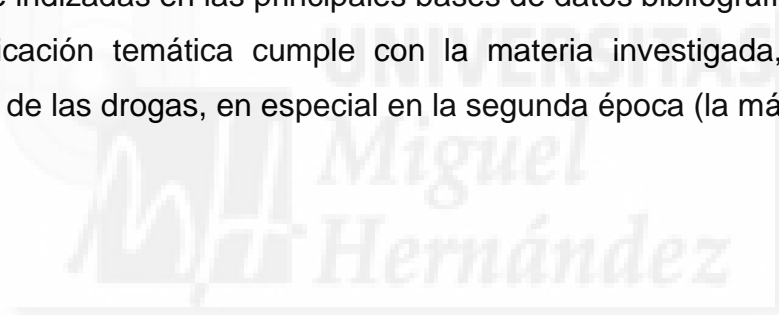 indizadas en las principales bases de datos
icación temática cumple con la materia investigada,
de las drogas, en especial en la segunda época (la má
UNIVERSITAS
Miguel
Hernández